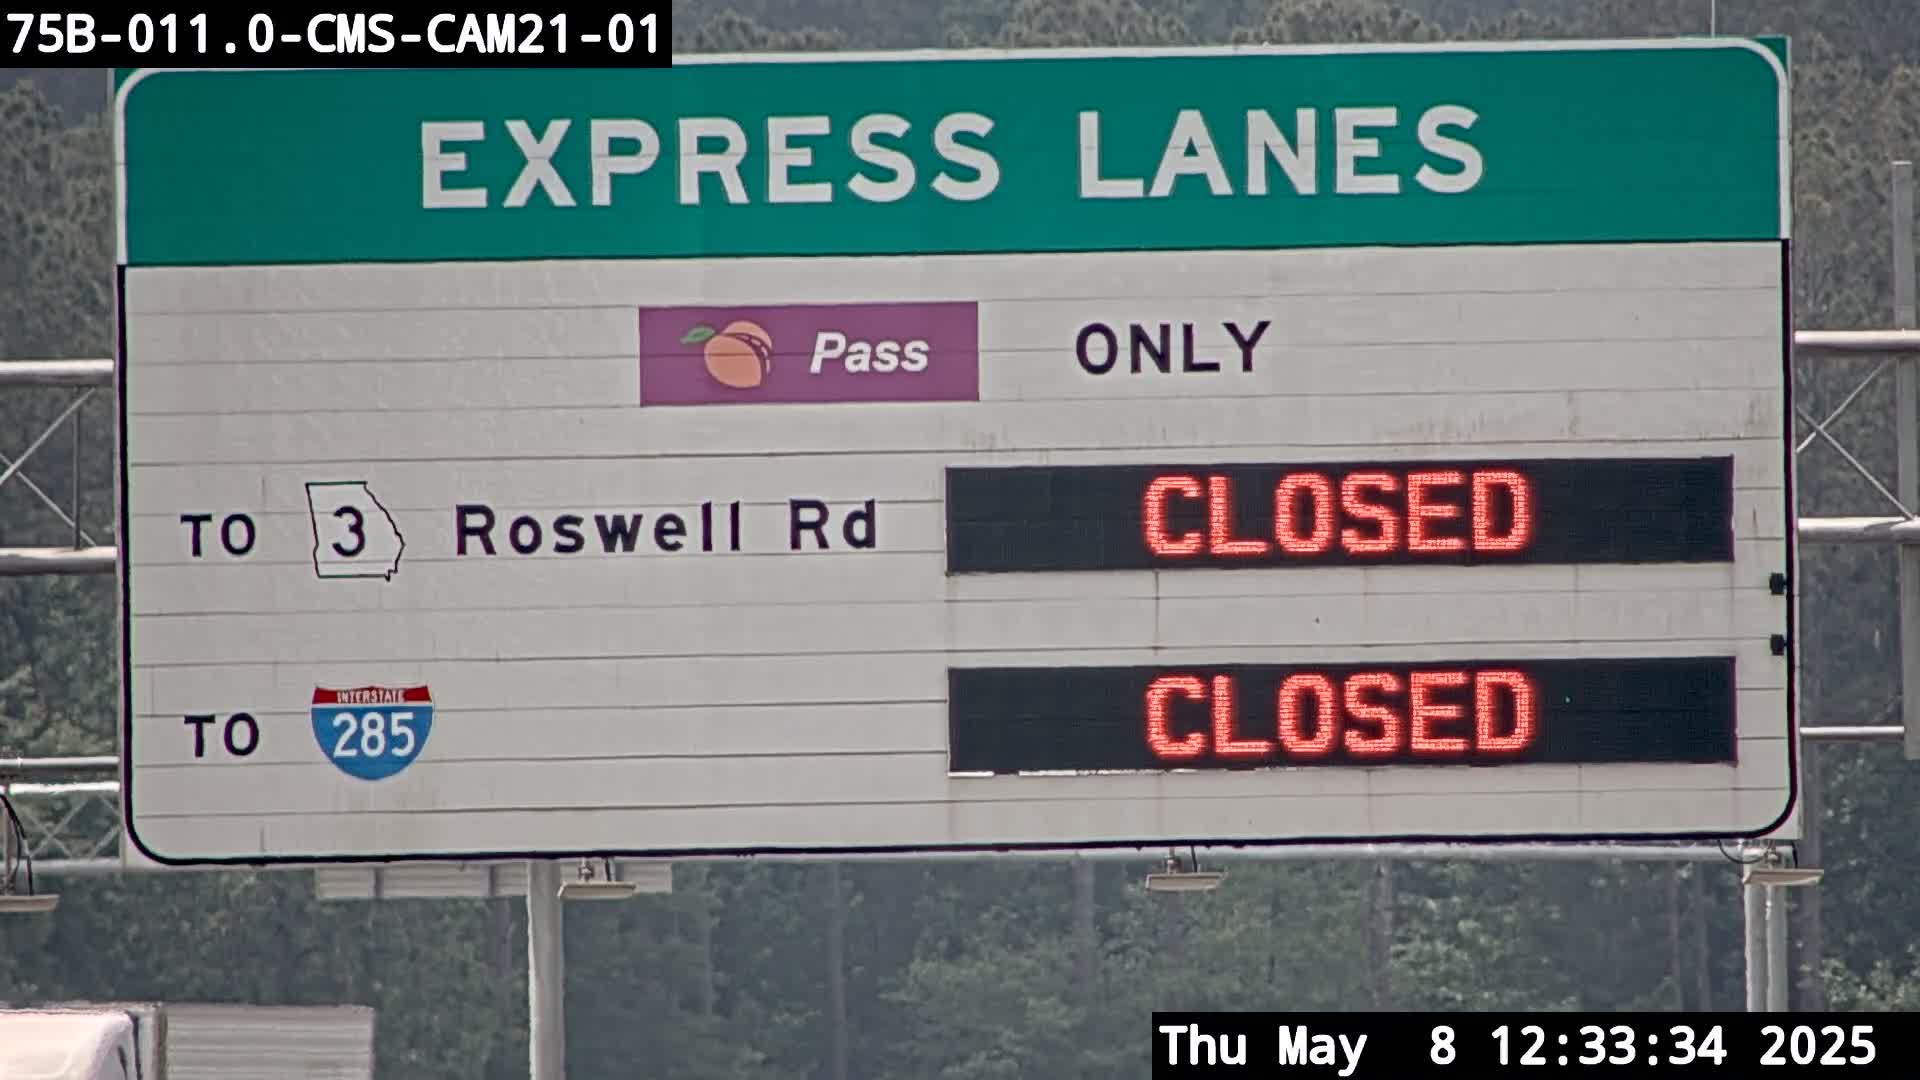 75B-011.0-CMS-CAM21-01
EXPRESS LANES
Pass ONLY
TO 3 Roswell Rd CLOSED
TO INTERSTATE 285 CLOSED
Thu May 8 12:33:34 2025